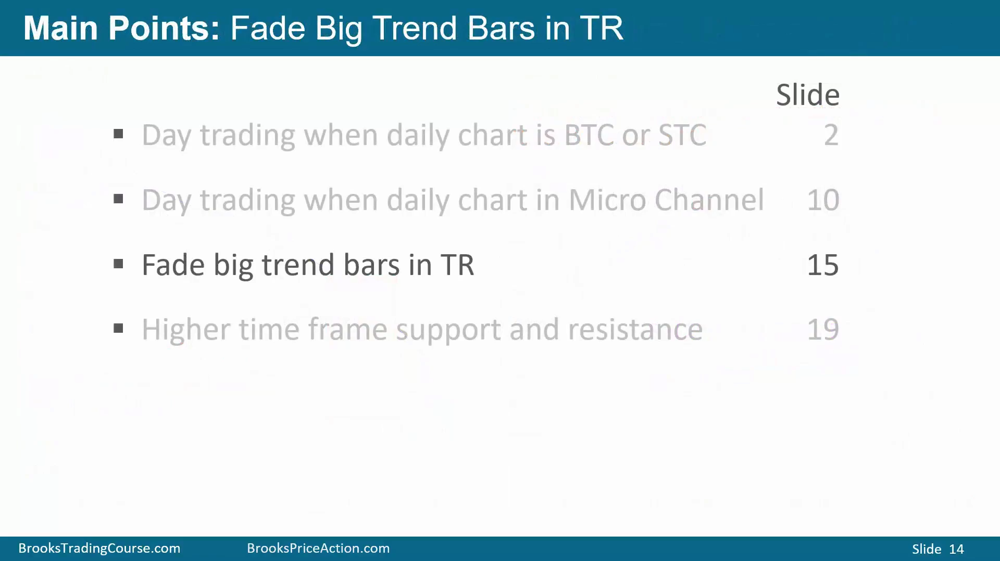 Main Points: Fade Big Trend Bars in TR
Slide
▪ Day trading when daily chart is BTC or STC 2
▪ Day trading when daily chart in Micro Channel 10
▪ Fade big trend bars in TR 15
▪ Higher time frame support and resistance 19
BrooksTradingCourse.com BrooksPriceAction.com Slide 14